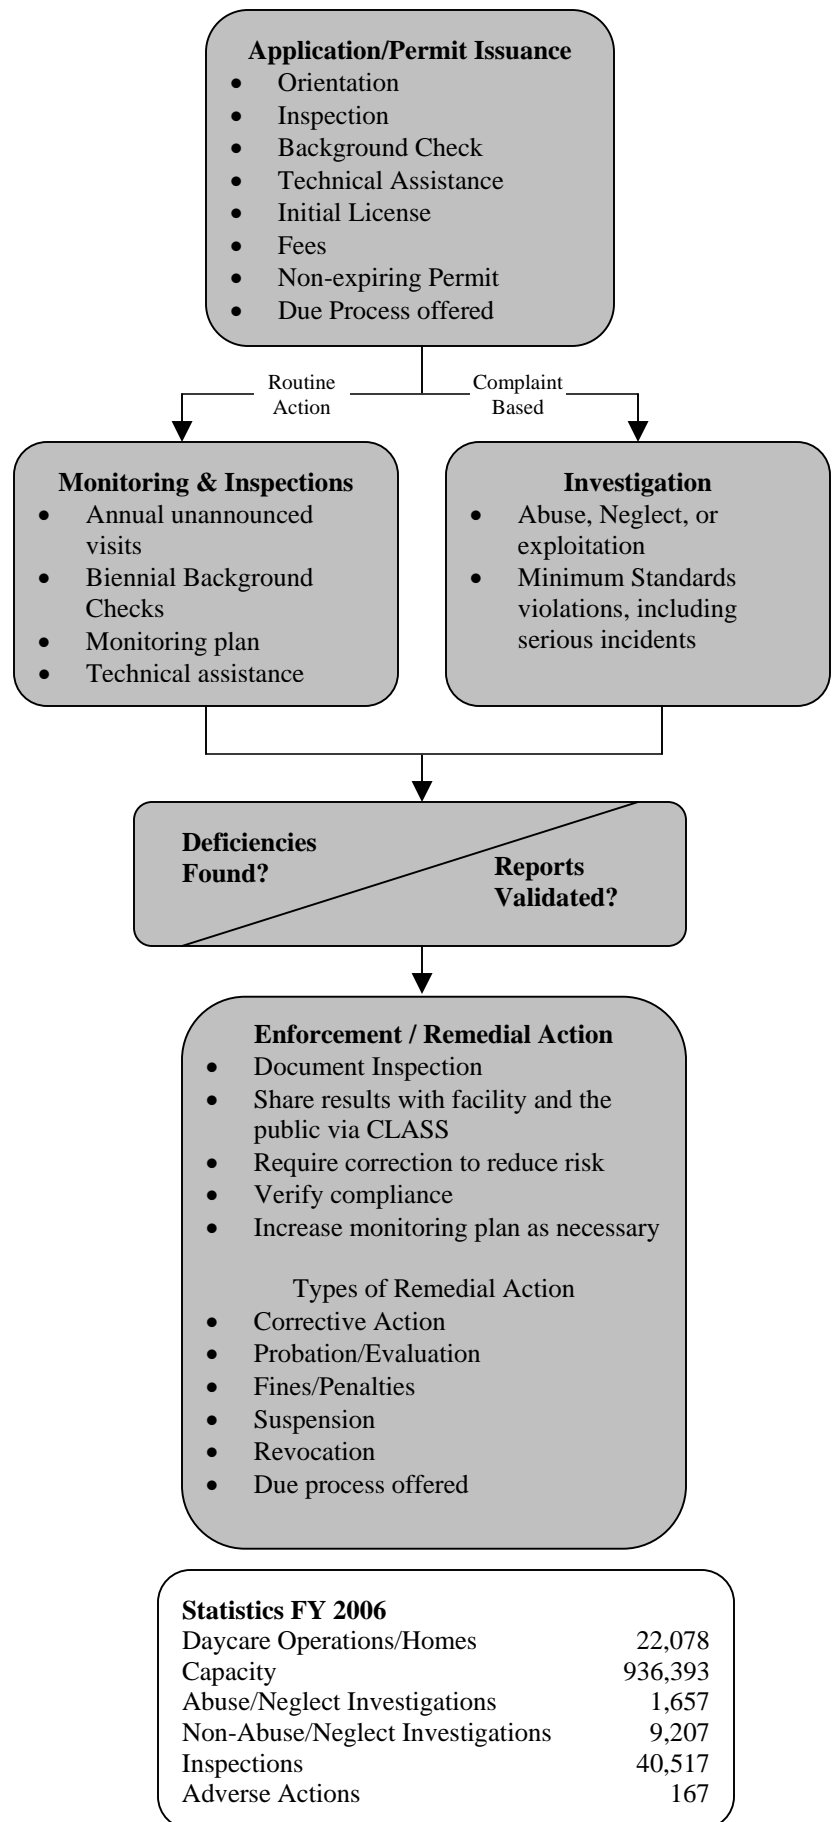 Application/Permit Issuance
• Orientation
• Inspection
• Background Check
• Technical Assistance
• Initial License
• Fees
• Non-expiring Permit
• Due Process offered
Routine
Action
Complaint
Based
Monitoring & Inspections
• Annual unannounced
visits
• Biennial Background
Checks
• Monitoring plan
• Technical assistance
Investigation
• Abuse, Neglect, or
exploitation
• Minimum Standards
violations, including
serious incidents
Deficiencies
Found?
Reports
Validated?
Enforcement / Remedial Action
• Document Inspection
• Share results with facility and the
public via CLASS
• Require correction to reduce risk
• Verify compliance
• Increase monitoring plan as necessary
Types of Remedial Action
• Corrective Action
• Probation/Evaluation
• Fines/Penalties
• Suspension
• Revocation
• Due process offered
Statistics FY 2006
Daycare Operations/Homes 22,078
Capacity 936,393
Abuse/Neglect Investigations 1,657
Non-Abuse/Neglect Investigations 9,207
Inspections 40,517
Adverse Actions 167